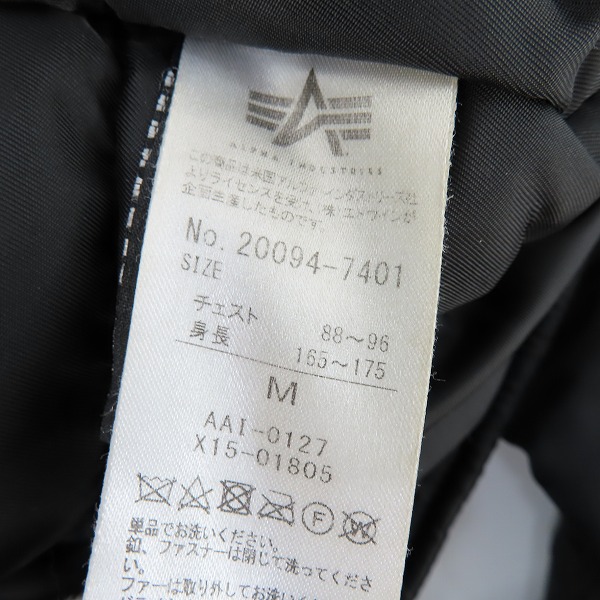 ALPHA INDUSTRIES
この商品は米国アルファインダストリーズ社
よりライセンスを受け、(株)エドウインが
企画生産したものです。
No. 20094-7401
SIZE
チェスト 88〜96
身長 165〜175
M
AAI-0127
X15-01805
F W
単品でお洗いください。
釦、ファスナーは閉じて洗ってくださ
い。
ファーは取り外してお洗い